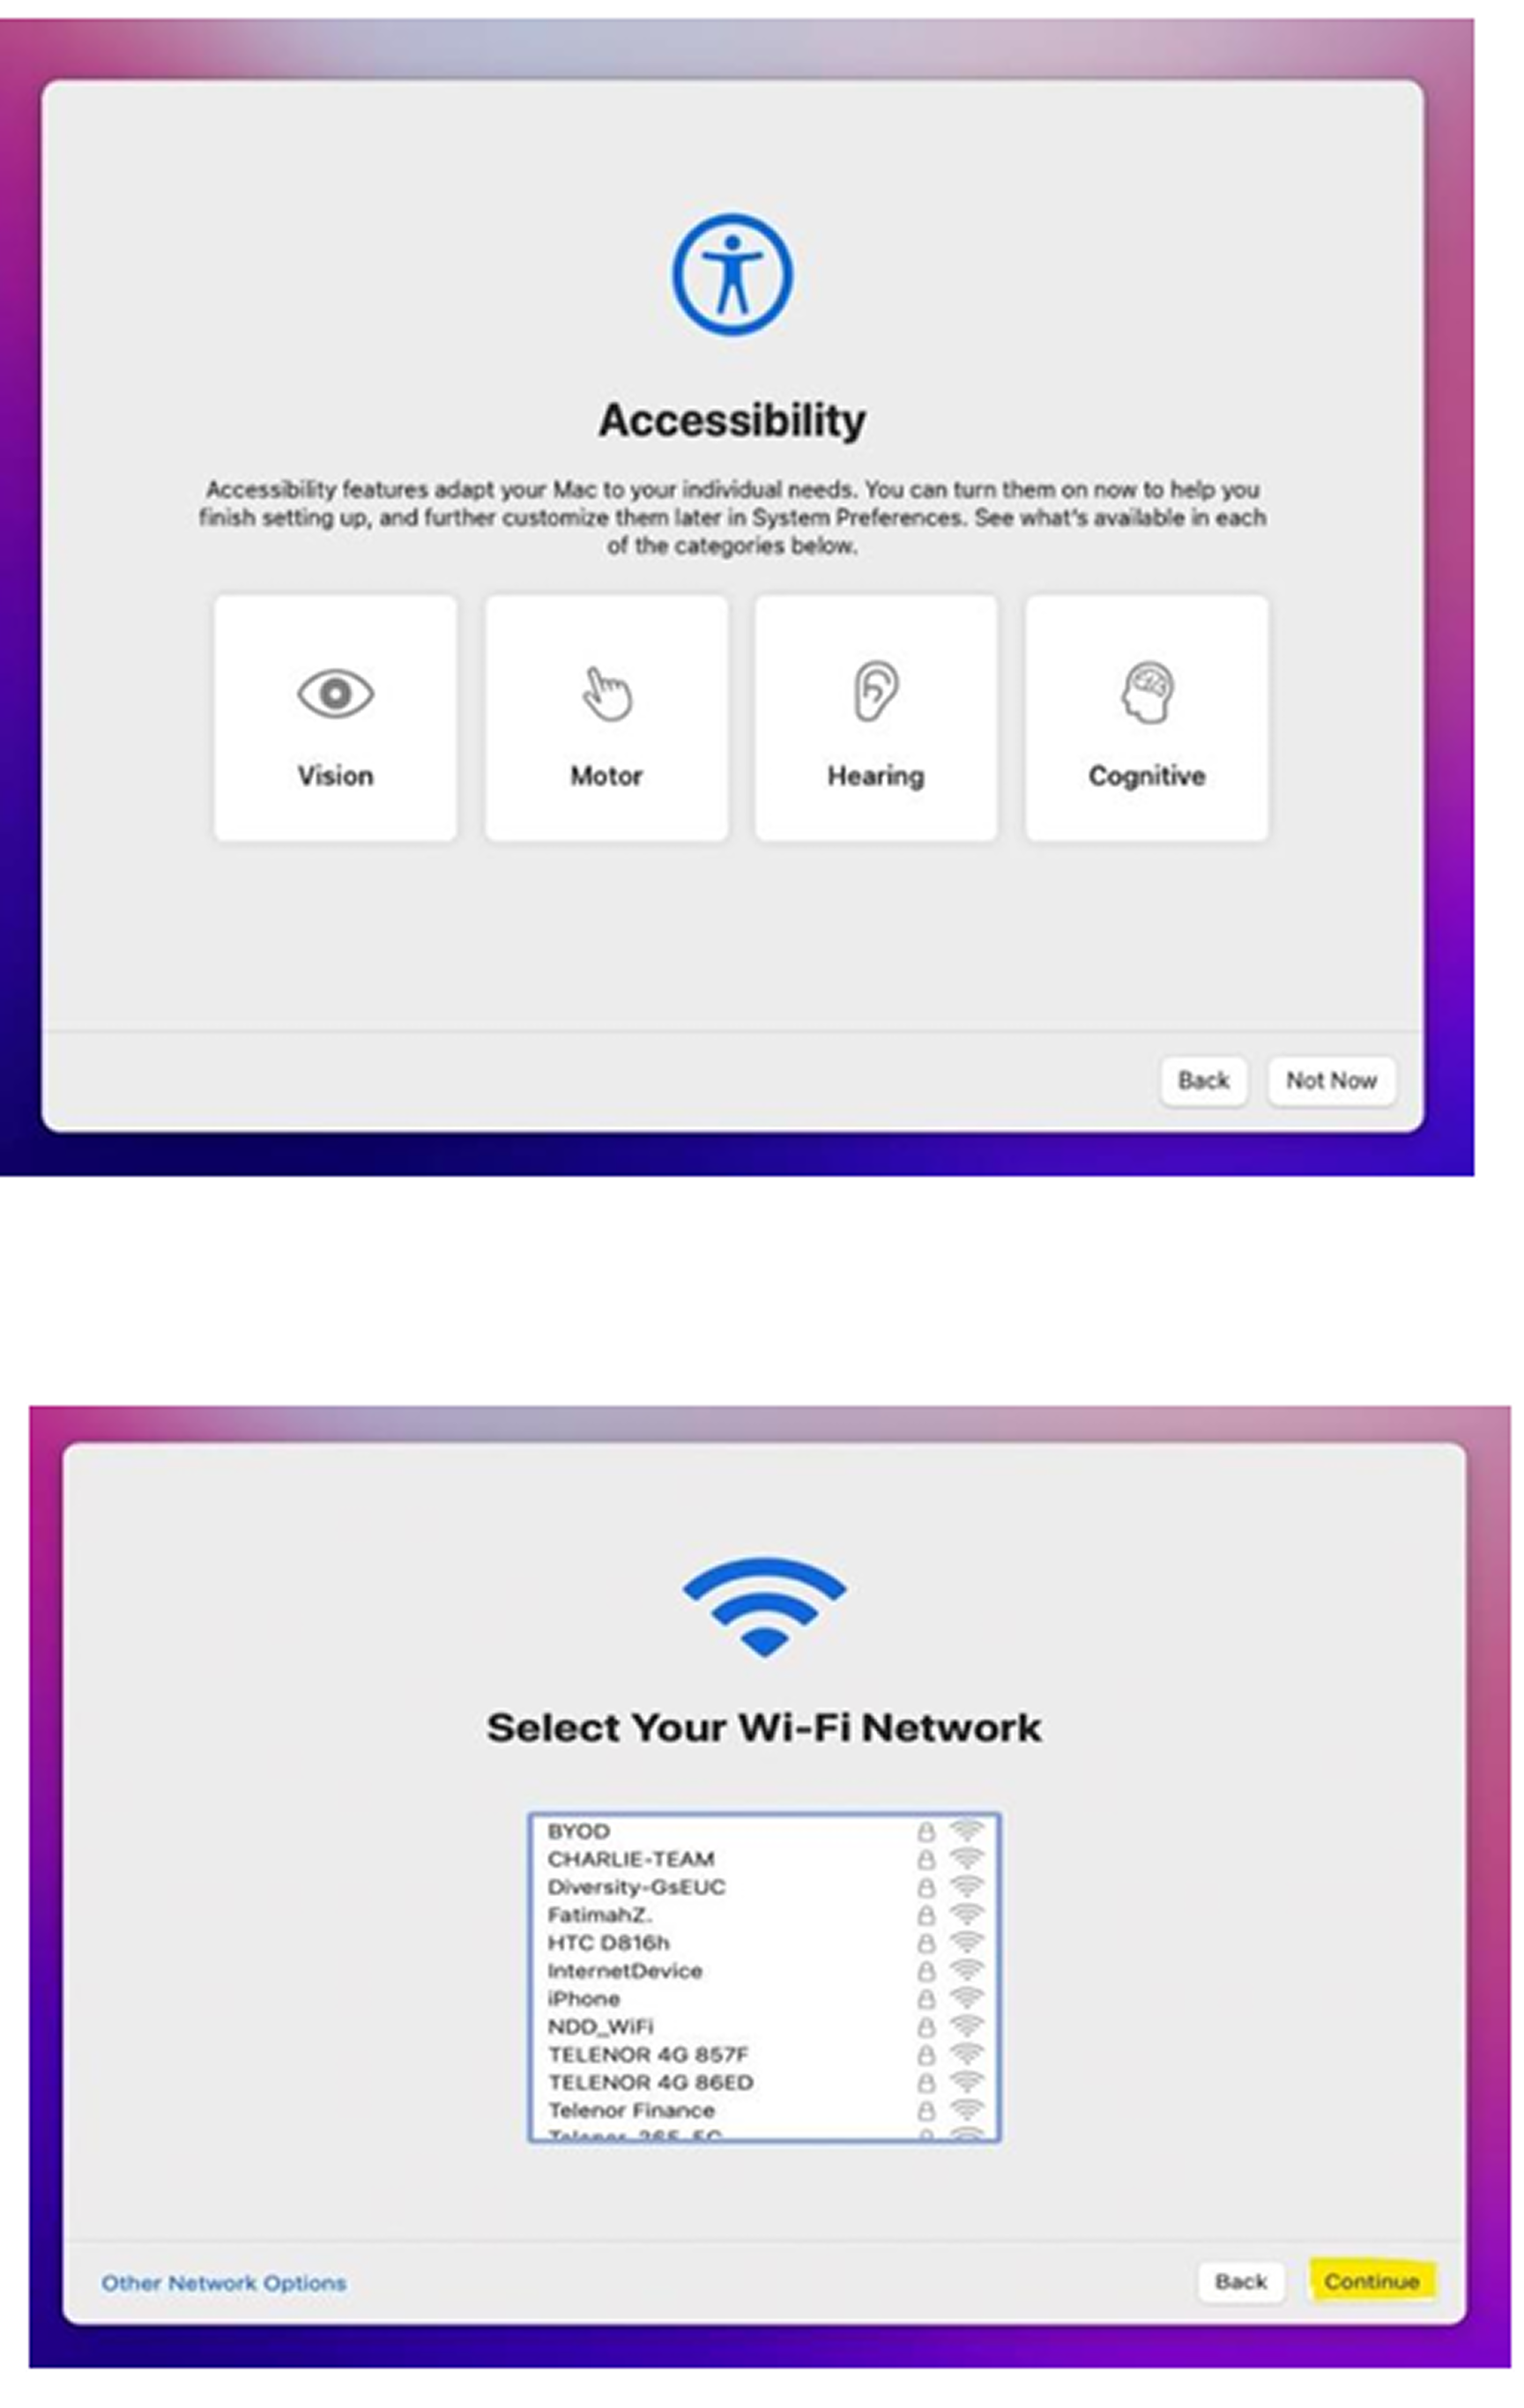 Accessibility
Accessibility features adapt your Mac to your individual needs. You can turn them on now to help you
finish setting up, and further customize them later in System Preferences. See what's available in each
of the categories below.
Vision
Motor
Hearing
Cognitive
Back
Not Now
Select Your Wi-Fi Network
BYOD
CHARLIE-TEAM
Diversity-GsEUC
FatimahZ.
HTC D816h
InternetDevice
iPhone
NDD_WiFi
TELENOR 4G 857F
TELENOR 4G 86ED
Telenor Finance
Other Network Options
Back
Continue